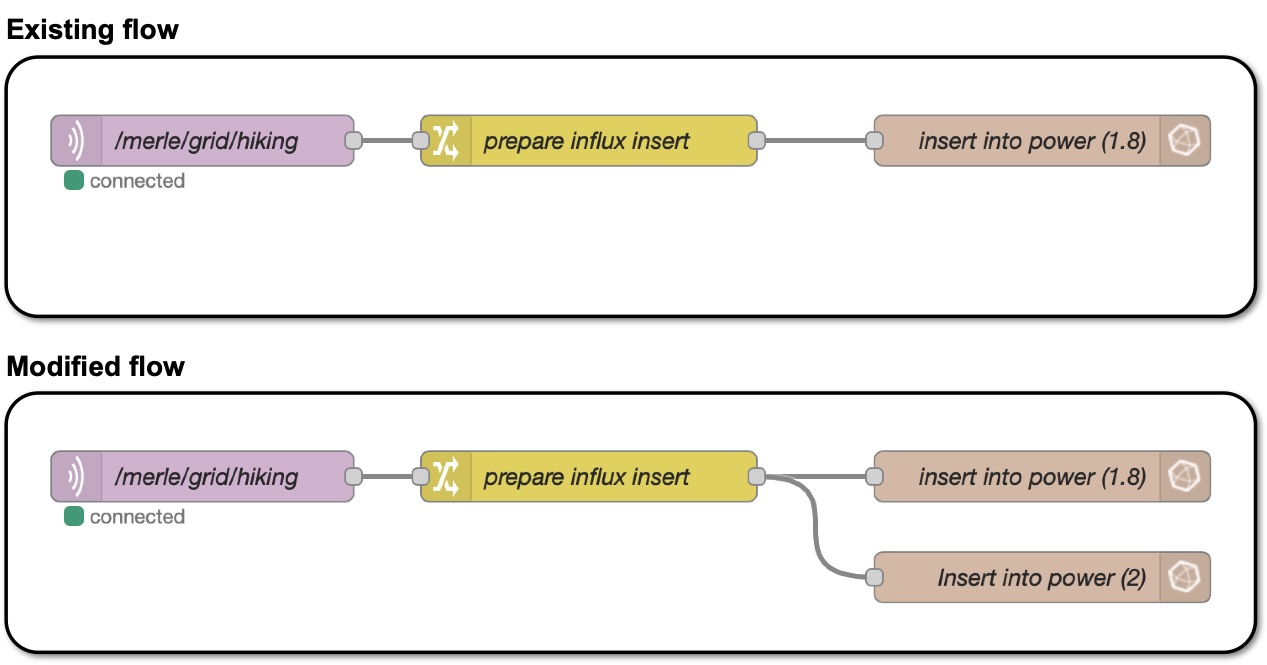 Existing flow
/merle/grid/hiking
prepare influx insert
insert into power (1.8)
connected
Modified flow
/merle/grid/hiking
prepare influx insert
insert into power (1.8)
connected
Insert into power (2)